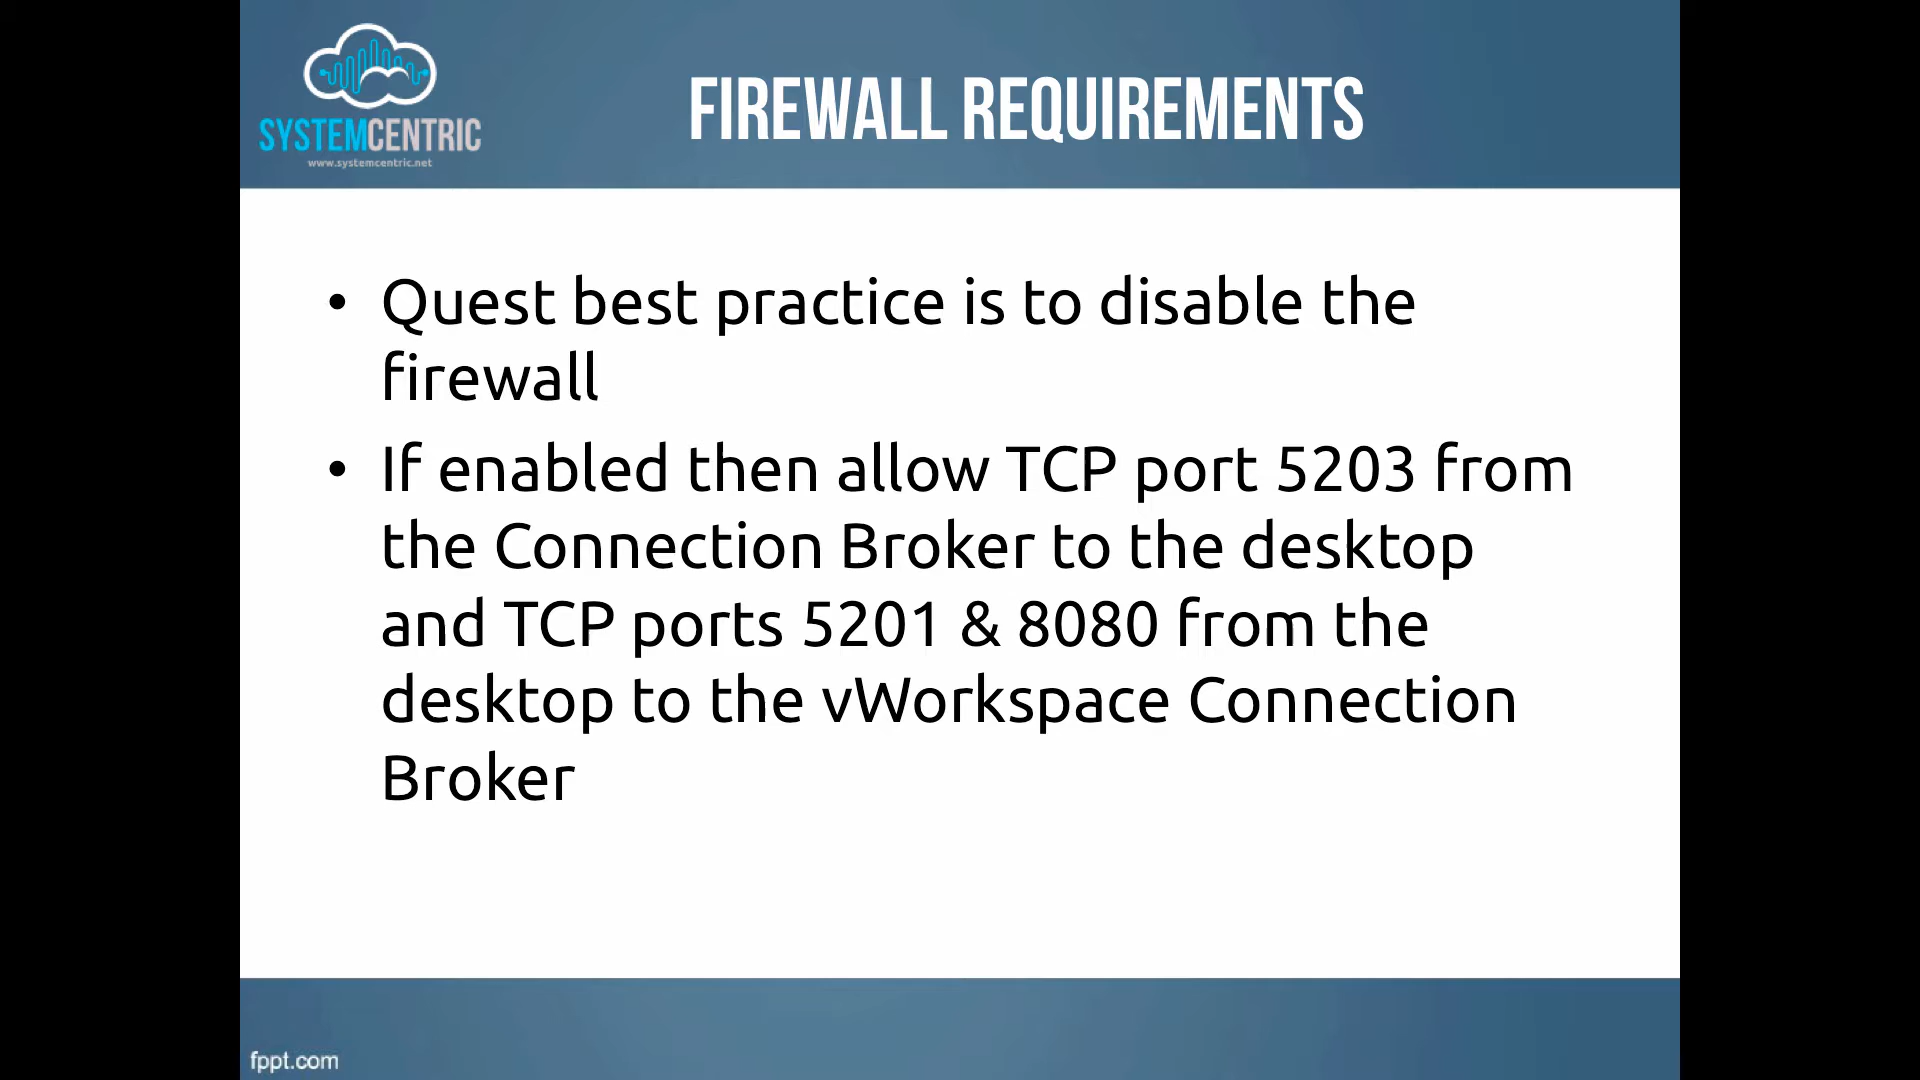 SYSTEMCENTRIC
www.systemcentric.net
FIREWALL REQUIREMENTS
• Quest best practice is to disable the
firewall
• If enabled then allow TCP port 5203 from
the Connection Broker to the desktop
and TCP ports 5201 & 8080 from the
desktop to the vWorkspace Connection
Broker
fppt.com